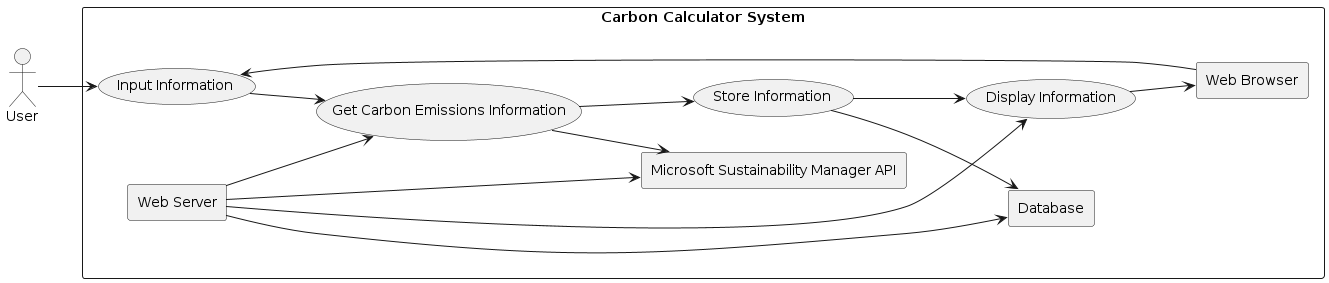 Carbon Calculator System
User
Input Information
Get Carbon Emissions Information
Store Information
Display Information
Web Browser
Microsoft Sustainability Manager API
Web Server
Database